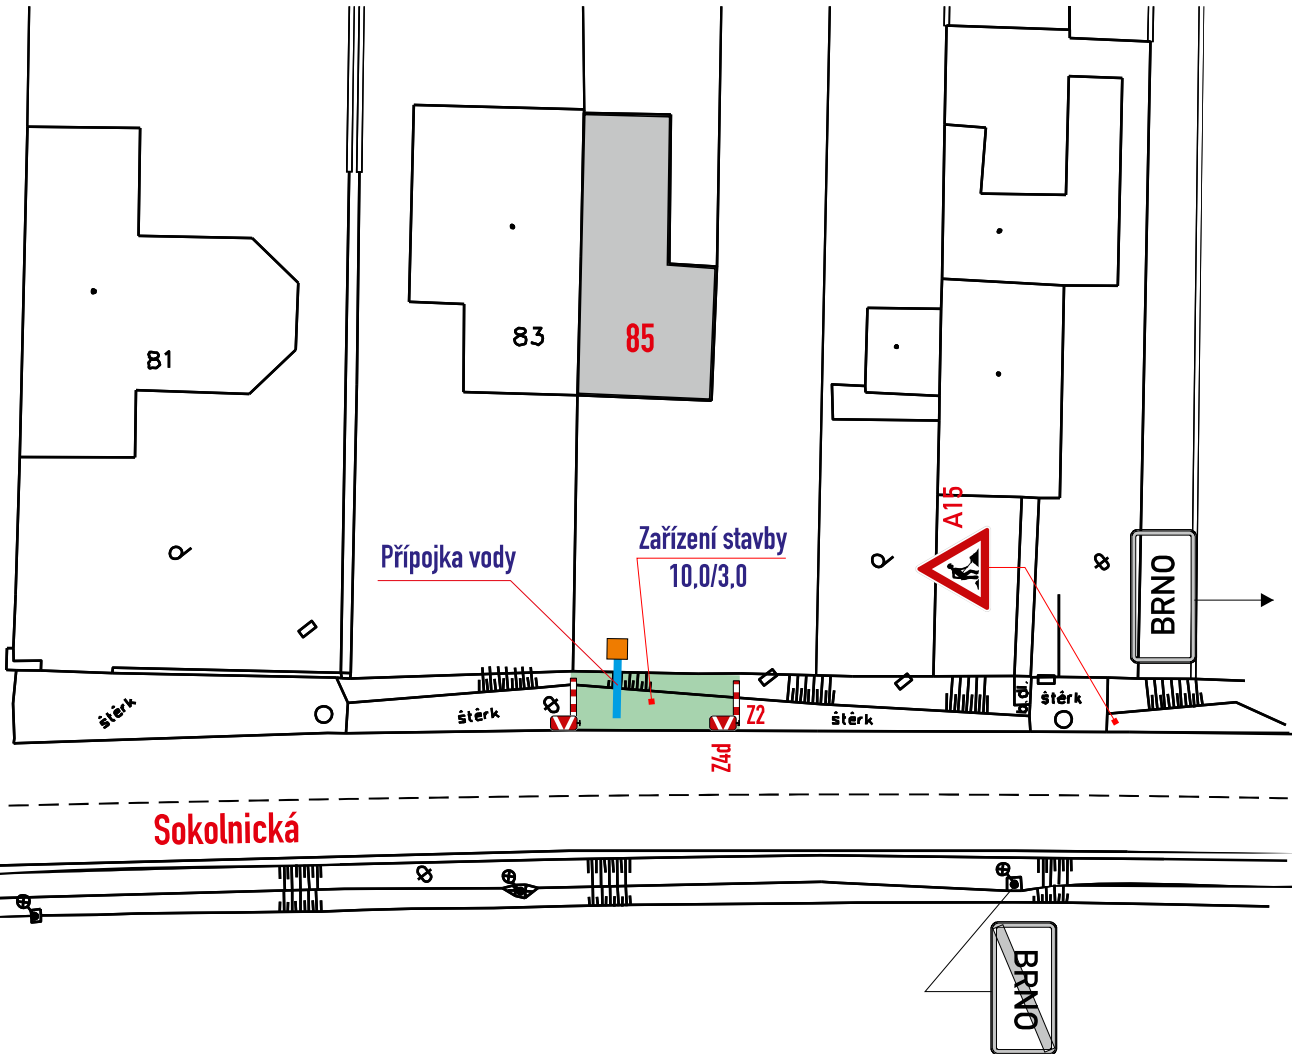 81
83
85
A15
Přípojka vody
Zařízení stavby
10,0/3,0
BRNO
štěrk
štěrk
Z2
štěrk
b.dl.
štěrk
Z4d
Sokolnická
BRNO